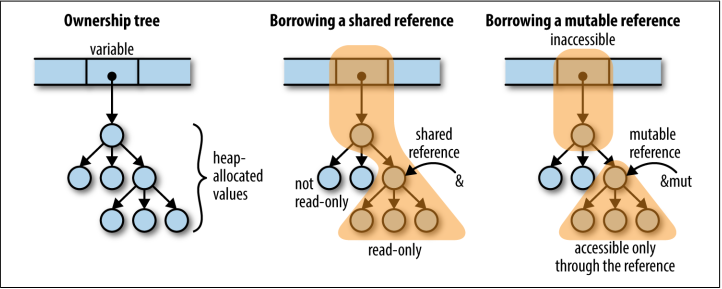 Ownership tree
variable
heap-
allocated
values
Borrowing a shared reference
shared
reference
&
not
read-only
read-only
Borrowing a mutable reference
inaccessible
mutable
reference
&mut
accessible only
through the reference